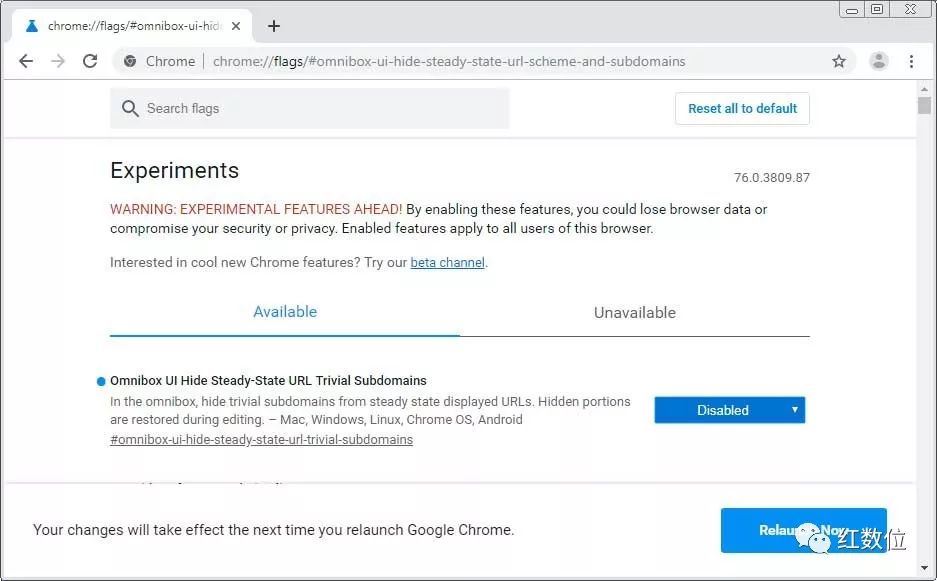 chrome://flags/#omnibox-ui-hid
Chrome | chrome://flags/#omnibox-ui-hide-steady-state-url-scheme-and-subdomains
Search flags
Reset all to default
Experiments
76.0.3809.87
WARNING: EXPERIMENTAL FEATURES AHEAD! By enabling these features, you could lose browser data or
compromise your security or privacy. Enabled features apply to all users of this browser.
Interested in cool new Chrome features? Try our beta channel.
Available
Unavailable
Omnibox UI Hide Steady-State URL Trivial Subdomains
In the omnibox, hide trivial subdomains from steady state displayed URLs. Hidden portions
are restored during editing. – Mac, Windows, Linux, Chrome OS, Android
#omnibox-ui-hide-steady-state-url-trivial-subdomains
Disabled
Your changes will take effect the next time you relaunch Google Chrome.
Now
红数位